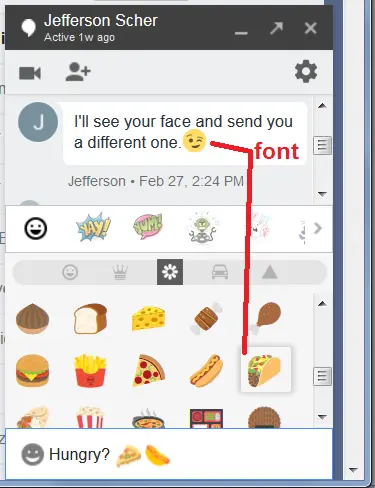 Jefferson Scher
Active 1w ago
J
I'll see your face and send you
a different one.😉
font
Jefferson • Feb 27, 2:24 PM
YAY!
YUM!
Hungry? 🍕🌭